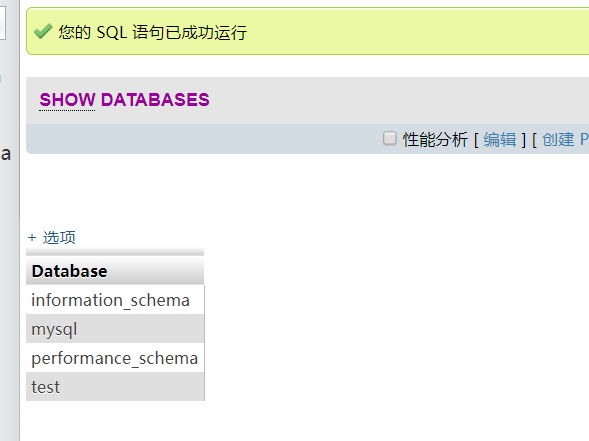 您的 SQL 语句已成功运行
SHOW DATABASES
性能分析 [ 编辑 ] [ 创建 P
a
+ 选项
Database
information_schema
mysql
performance_schema
test